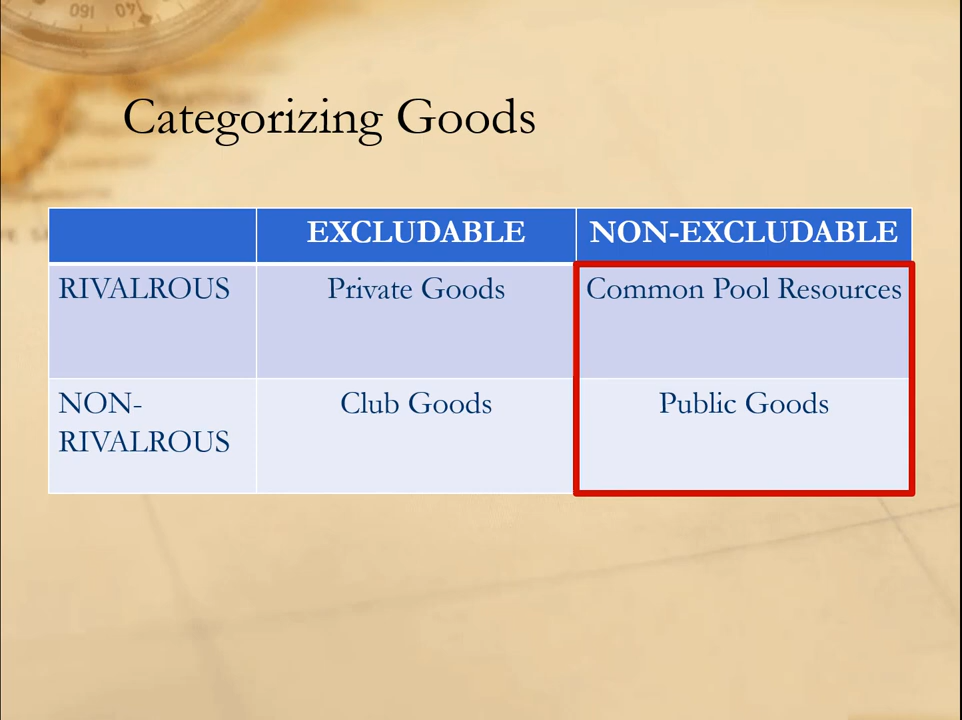 Categorizing Goods
EXCLUDABLE NON-EXCLUDABLE
RIVALROUS Private Goods Common Pool Resources
NON- Club Goods Public Goods
RIVALROUS